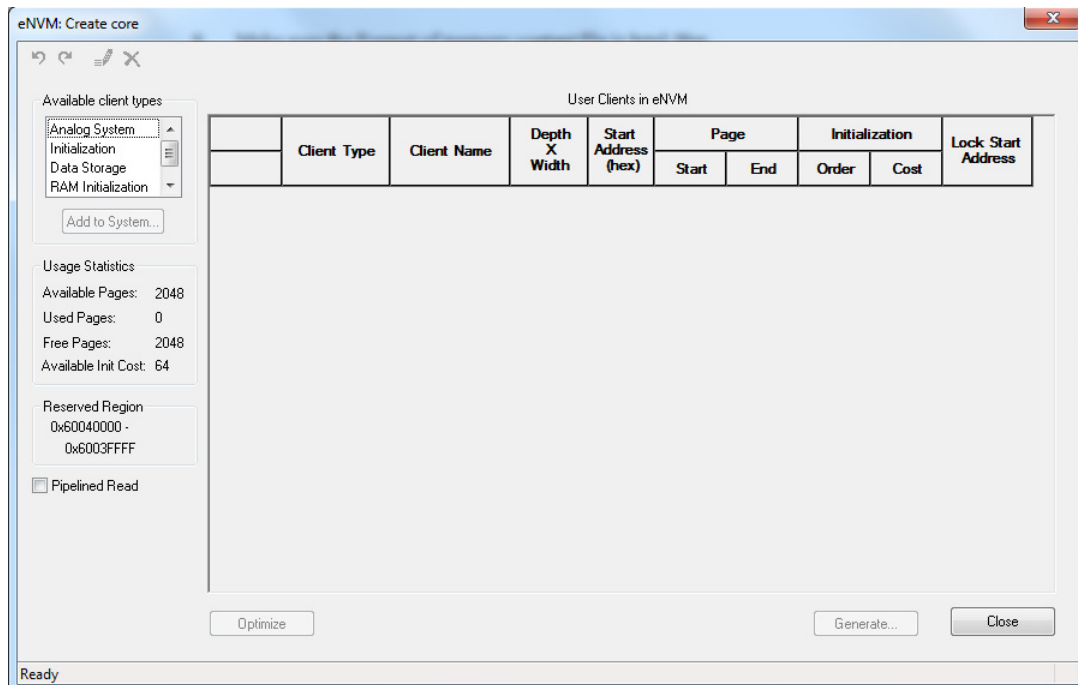 eNVM: Create core
Available client types
Analog System
Initialization
Data Storage
RAM Initialization
Add to System...
Usage Statistics
Available Pages: 2048
Used Pages: 0
Free Pages: 2048
Available Init Cost: 64
Reserved Region
0x60040000 -
0x6003FFFF
Pipelined Read
User Clients in eNVM
Client Type
Client Name
Depth
X
Width
Start
Address
(hex)
Page
Start End
Initialization
Order Cost
Lock Start
Address
Optimize
Generate...
Close
Ready